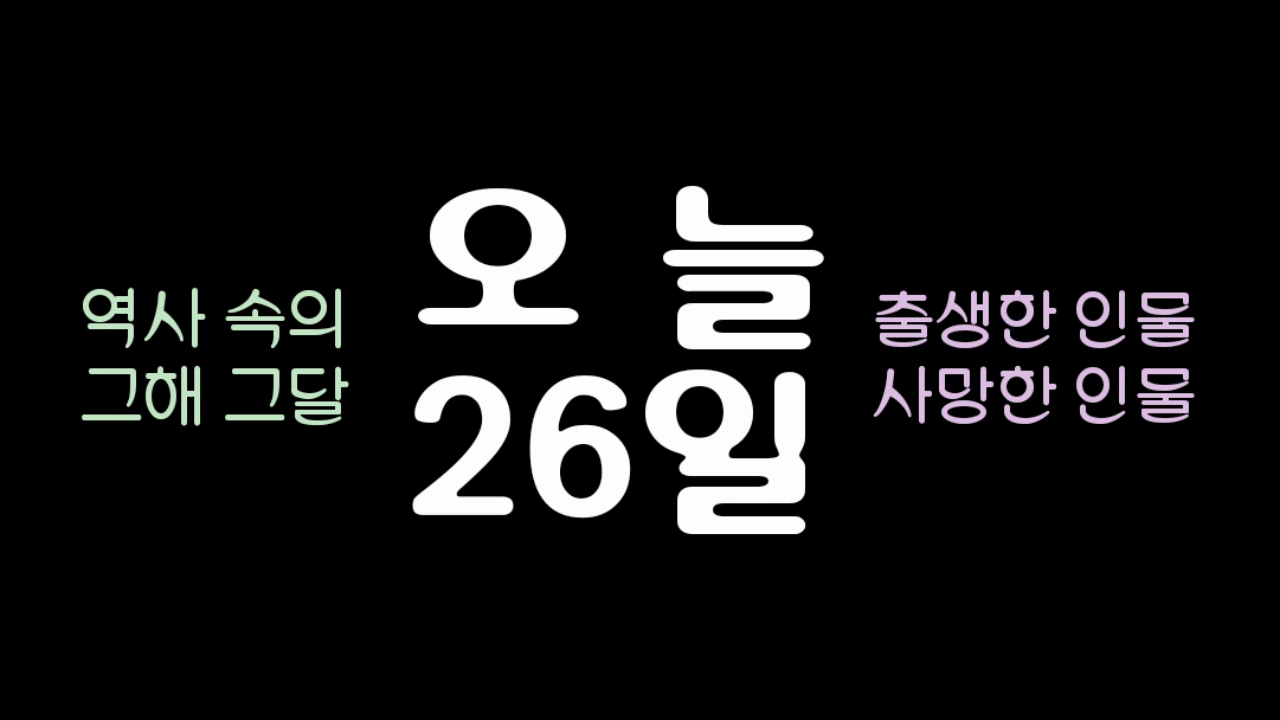 역사 속의
그해 그달
오 늘
26일
출생한 인물
사망한 인물